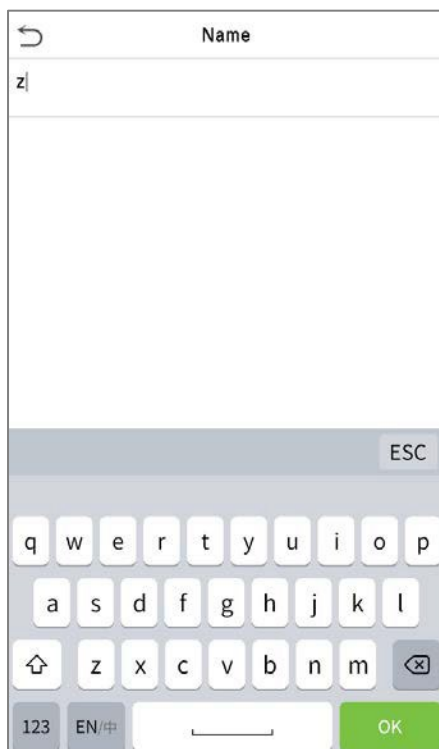 Name
z
ESC
q w e r t y u i o p
a s d f g h j k l
z x c v b n m
123 EN/中 OK